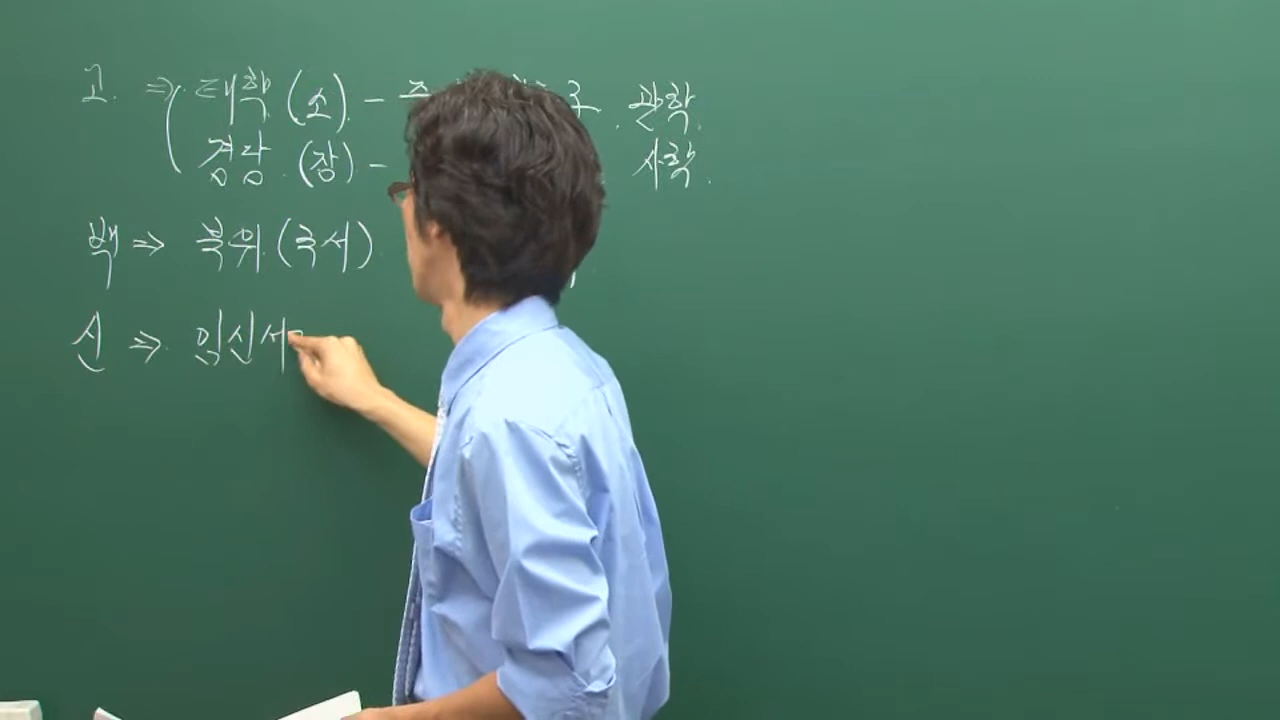 고. ⇒ 태학 (소) - 관학.
경당 (장) - 사학.
백 ⇒ 북위 (국서)
신 ⇒ 임신서